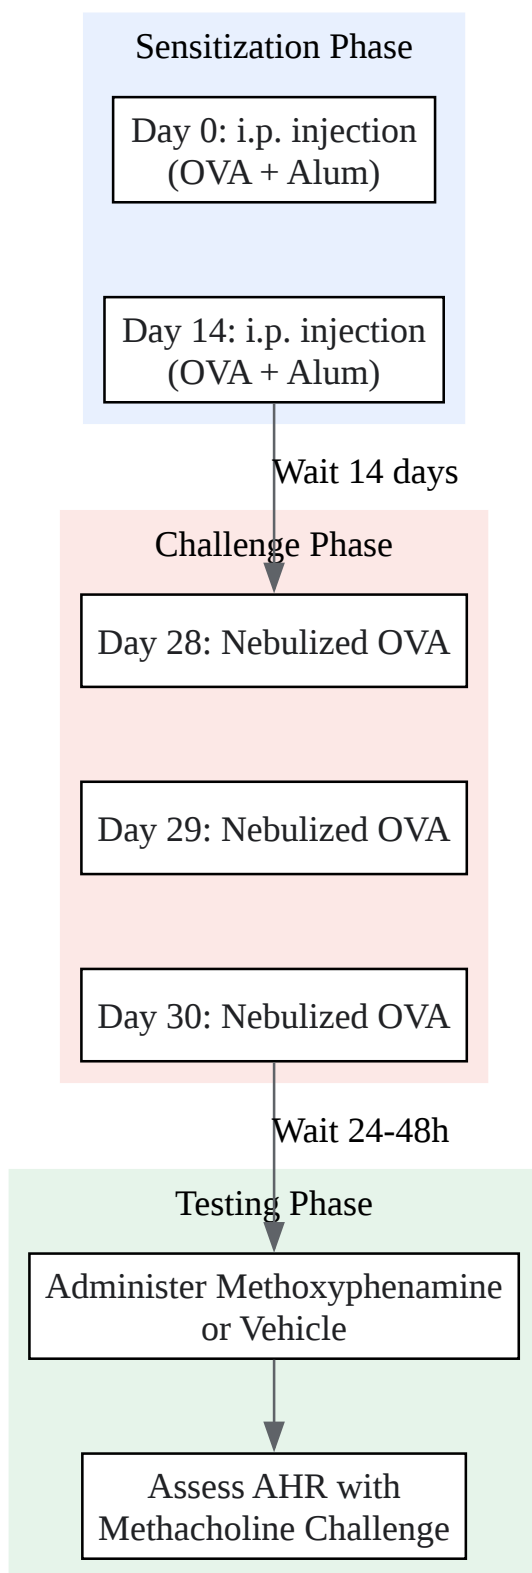 Sensitization Phase
Day 0: i.p. injection
(OVA + Alum)
Day 14: i.p. injection
(OVA + Alum)
Wait 14 days
Challenge Phase
Day 28: Nebulized OVA
Day 29: Nebulized OVA
Day 30: Nebulized OVA
Wait 24-48h
Testing Phase
Administer Methoxyphenamine
or Vehicle
Assess AHR with
Methacholine Challenge